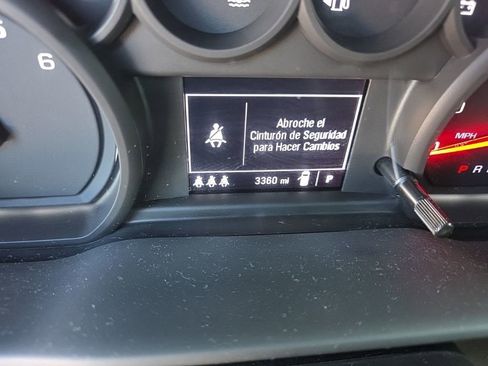 6
Abroche el
Cinturón de Seguridad
para Hacer Cambios
3360 mi
P
MPH
P R